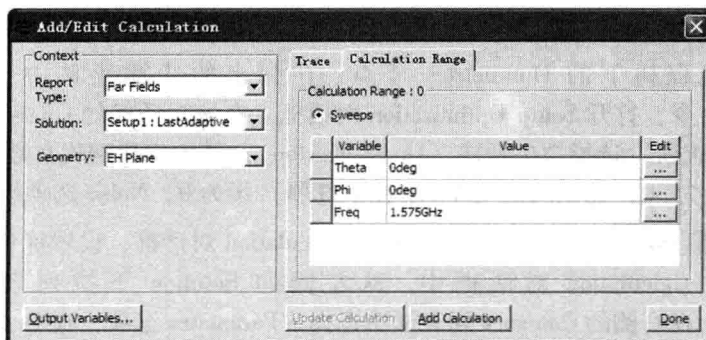 Add/Edit Calculation
Context
Report Type: Far Fields
Solution: Setup1 : LastAdaptive
Geometry: EH Plane
Output Variables...
Trace Calculation Range
Calculation Range : 0
Sweeps
Variable Value Edit
Theta 0deg ...
Phi 0deg ...
Freq 1.575GHz ...
Update Calculation Add Calculation Done